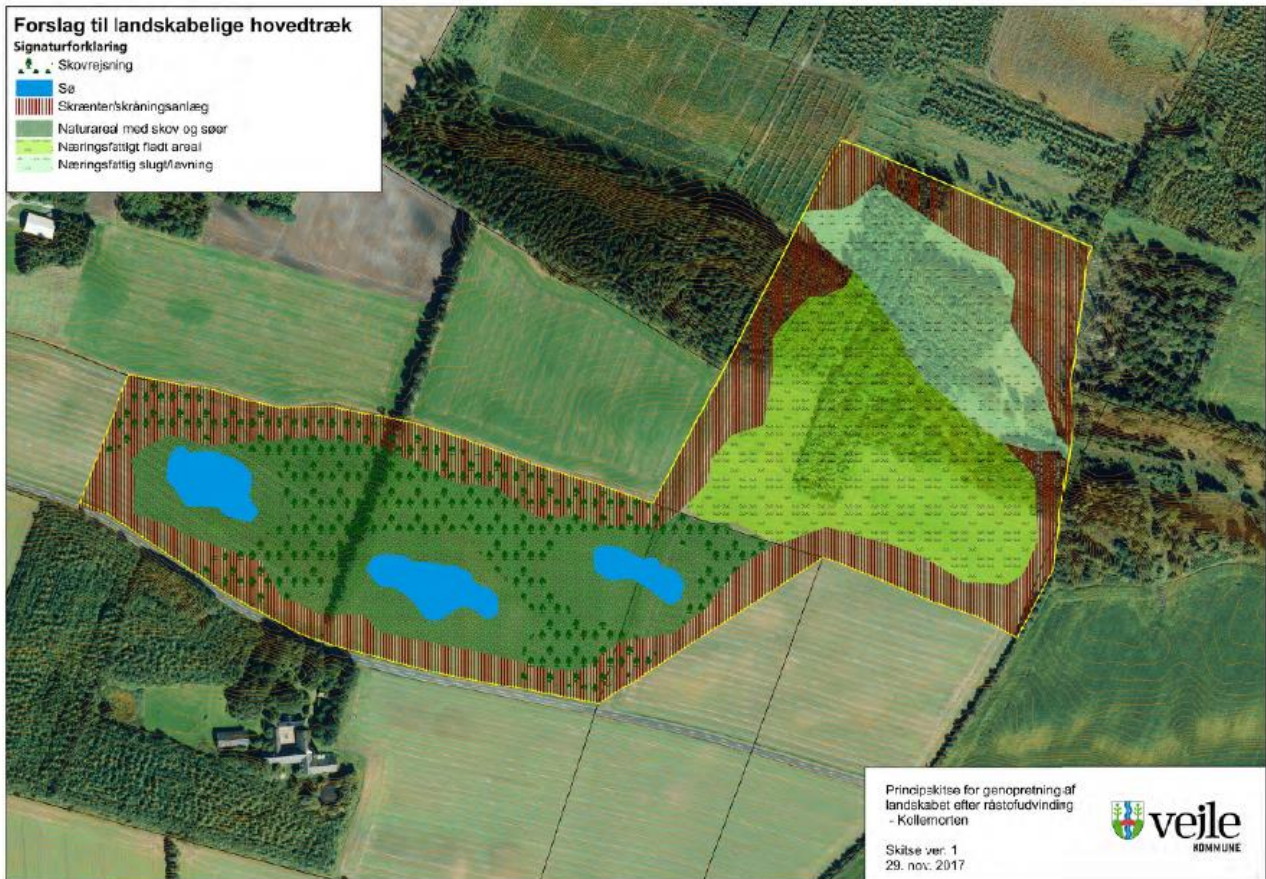 Forslag til landskabelige hovedtræk
Signaturforklaring
Skovrejsning
Sø
Skrænter/skråningsanlæg
Naturareal med skov og søer
Næringsfattigt fladt areal
Næringsfattig slugt/lavning
Principskitse for genopretning af
landskabet efter råstofudvinding
- Kollemorten
Skitse ver. 1
29. nov. 2017
vejle
KOMMUNE